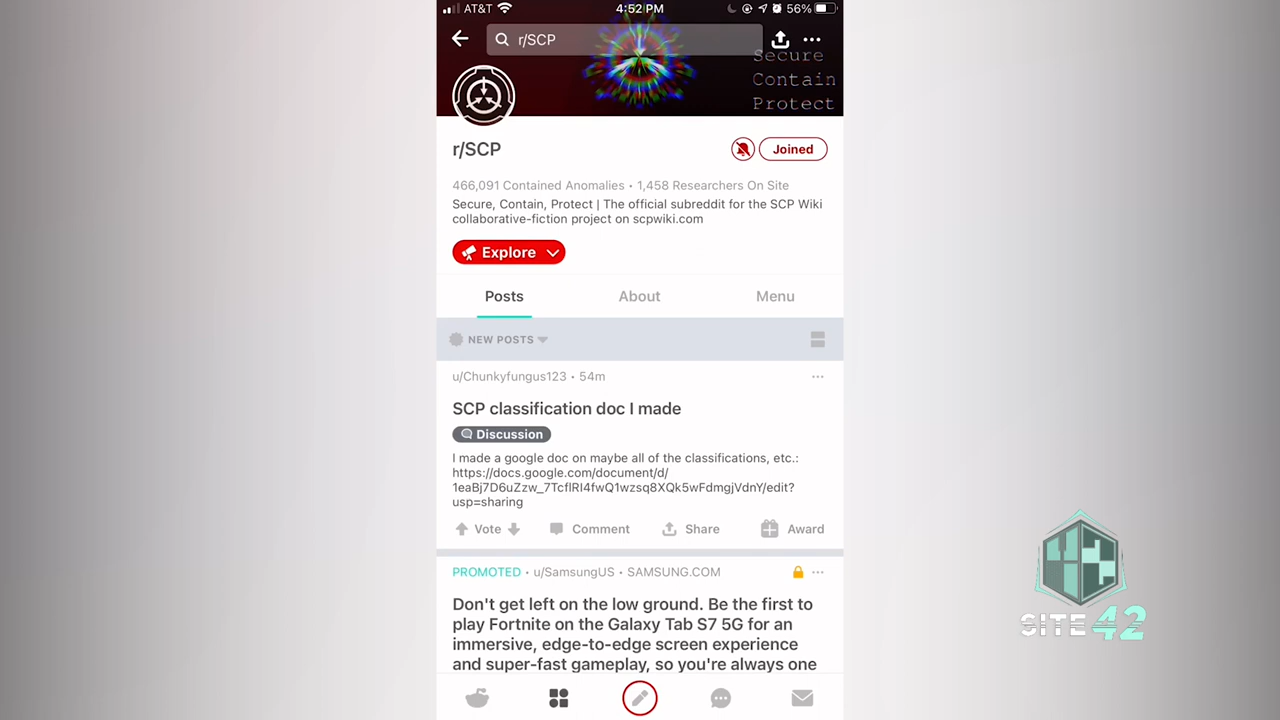 AT&T
4:52 PM
56%
r/SCP
Secure
Contain
Protect
r/SCP
Joined
466,091 Contained Anomalies • 1,458 Researchers On Site
Secure, Contain, Protect | The official subreddit for the SCP Wiki
collaborative-fiction project on scpwiki.com
Explore
Posts
About
Menu
NEW POSTS
u/Chunkyfungus123 • 54m
SCP classification doc I made
Discussion
I made a google doc on maybe all of the classifications, etc.:
https://docs.google.com/document/d/
1eaBj7D6uZzw_7TcflRI4fwQ1wzsq8XQk5wFdmgjVdnY/edit?
usp=sharing
Vote
Comment
Share
Award
PROMOTED • u/SamsungUS • SAMSUNG.COM
Don't get left on the low ground. Be the first to
play Fortnite on the Galaxy Tab S7 5G for an
immersive, edge-to-edge screen experience
and super-fast gameplay, so you're always one
SITE 42